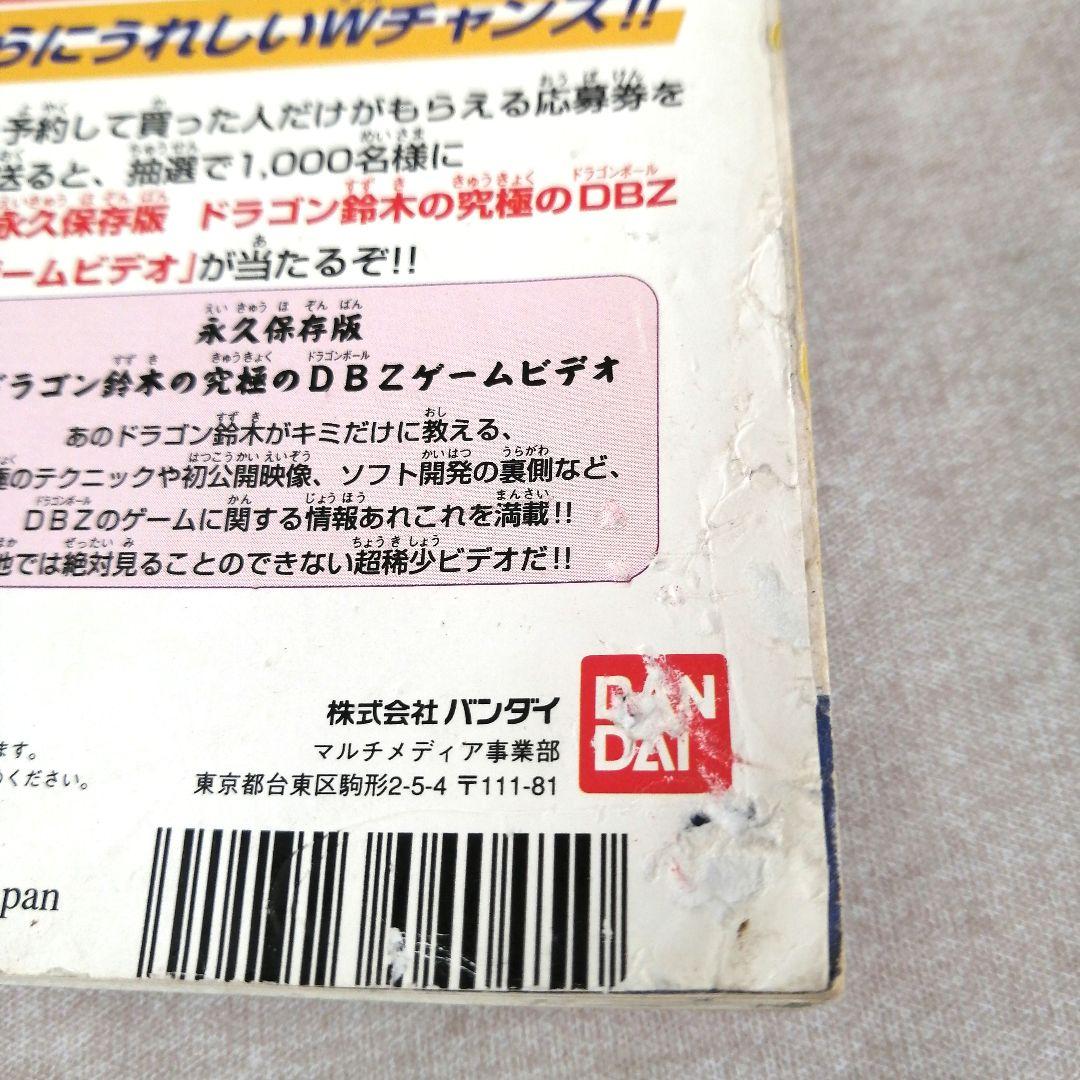 らにうれしいWチャンス!!
予約して買った人だけがもらえる応募券を
送ると、抽選で1,000名様に
永久保存版 ドラゴン鈴木の究極のDBZ
ゲームビデオ」が当たるぞ!!
永久保存版
ドラゴン鈴木の究極のDBZゲームビデオ
あのドラゴン鈴木がキミだけに教える、
極のテクニックや初公開映像、ソフト開発の裏側など、
DBZのゲームに関する情報あれこれを満載!!
他では絶対見ることのできない超稀少ビデオだ!!
株式会社 バンダイ
マルチメディア事業部
東京都台東区駒形2-5-4 〒111-81
BAN
DAI
ます。
ください。
pan